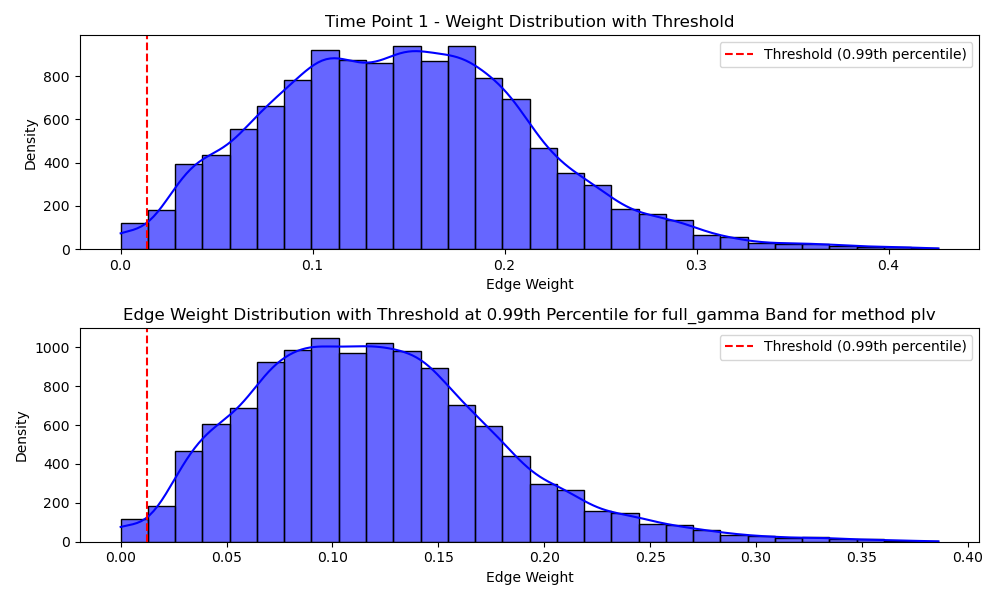 Time Point 1 - Weight Distribution with Threshold
Threshold (0.99th percentile)
Density
800
600
400
200
0
0.0 0.1 0.2 0.3 0.4
Edge Weight
Edge Weight Distribution with Threshold at 0.99th Percentile for full_gamma Band for method plv
Threshold (0.99th percentile)
Density
1000
800
600
400
200
0
0.00 0.05 0.10 0.15 0.20 0.25 0.30 0.35 0.40
Edge Weight